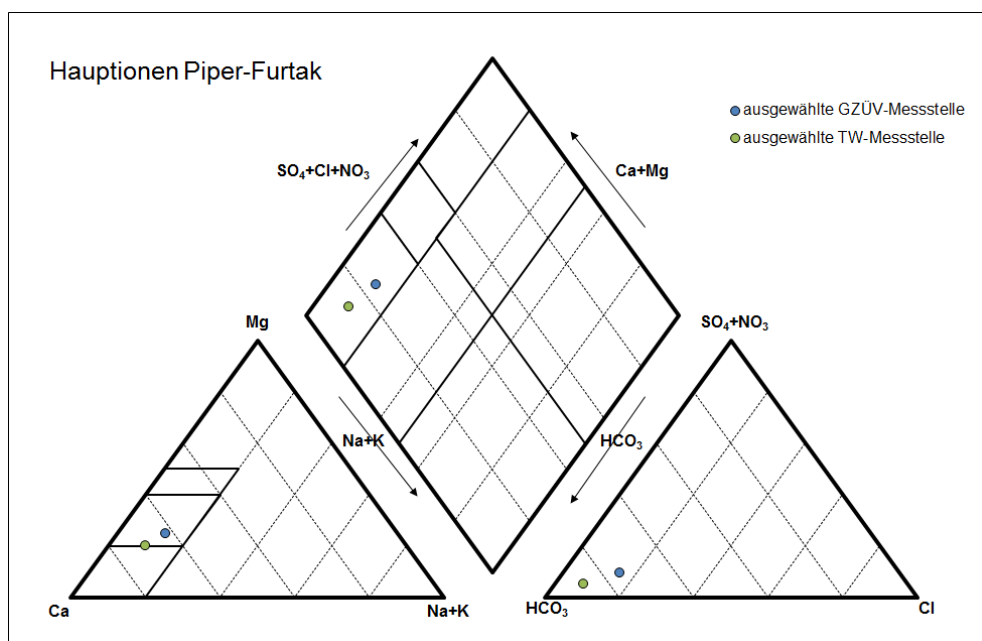 Hauptionen Piper-Furtak
ausgewählte GZÜV-Messstelle
ausgewählte TW-Messstelle
SO₄+Cl+NO₃
Ca+Mg
Mg
SO₄+NO₃
Na+K
HCO₃
Ca
Na+K
HCO₃
Cl